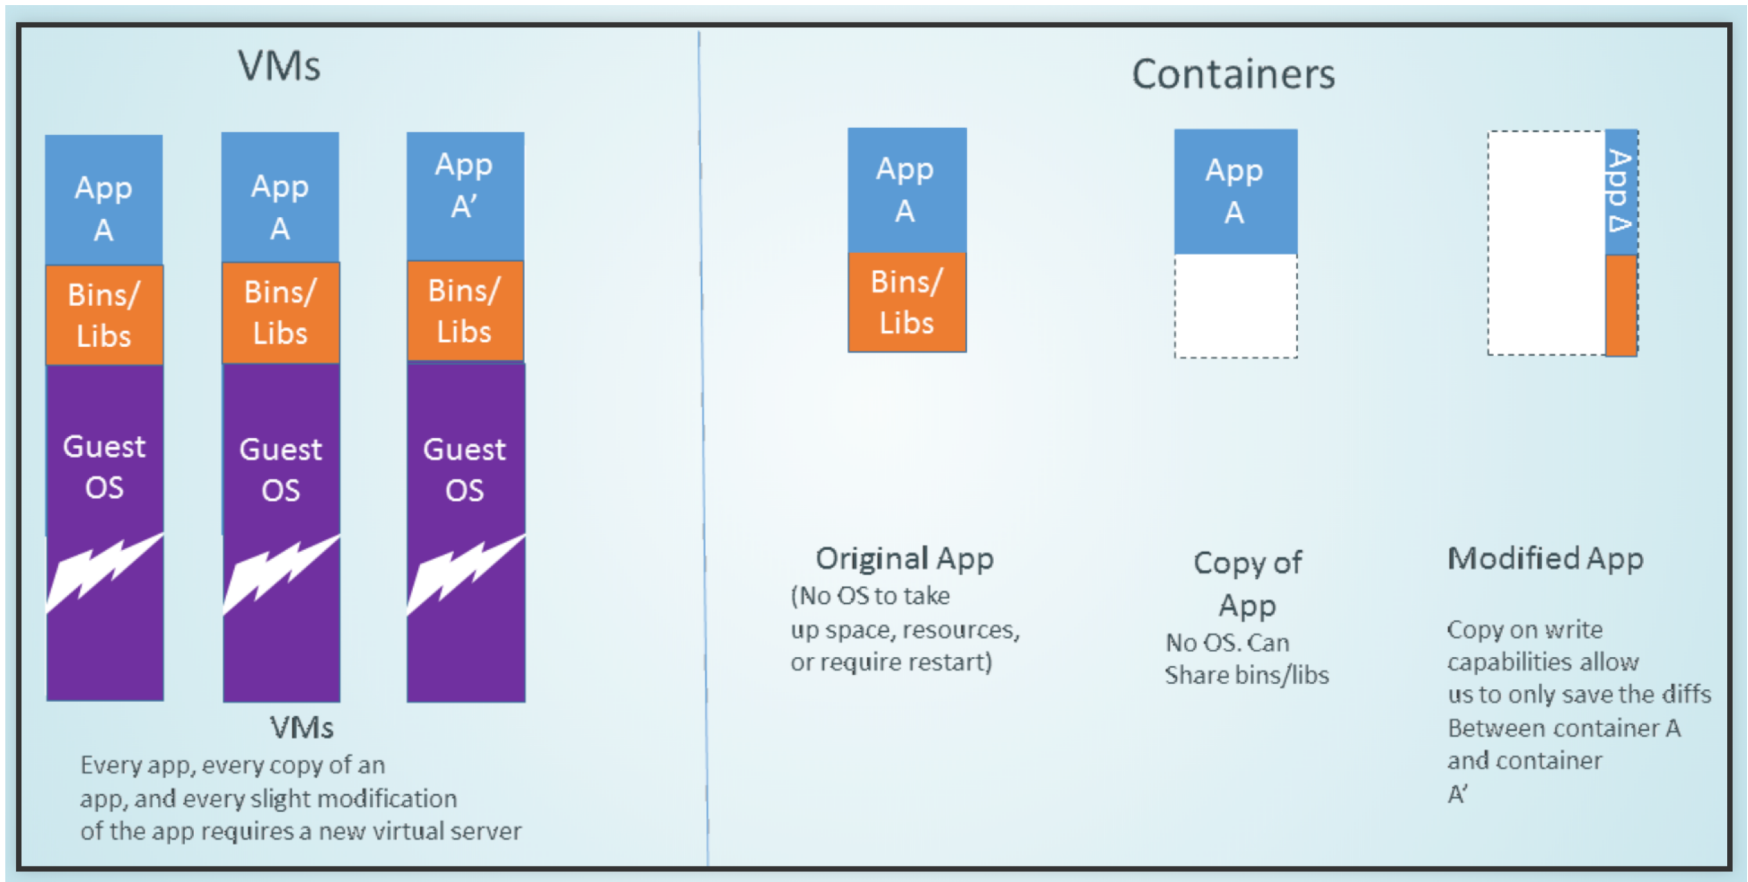 VMs
App
A
Bins/
Libs
Guest
OS
App
A
Bins/
Libs
Guest
OS
App
A’
Bins/
Libs
Guest
OS
VMs
Every app, every copy of an
app, and every slight modification
of the app requires a new virtual server
Containers
App
A
Bins/
Libs
Original App
(No OS to take
up space, resources,
or require restart)
App
A
Copy of
App
No OS. Can
Share bins/libs
App Δ
Modified App
Copy on write
capabilities allow
us to only save the diffs
Between container A
and container
A’